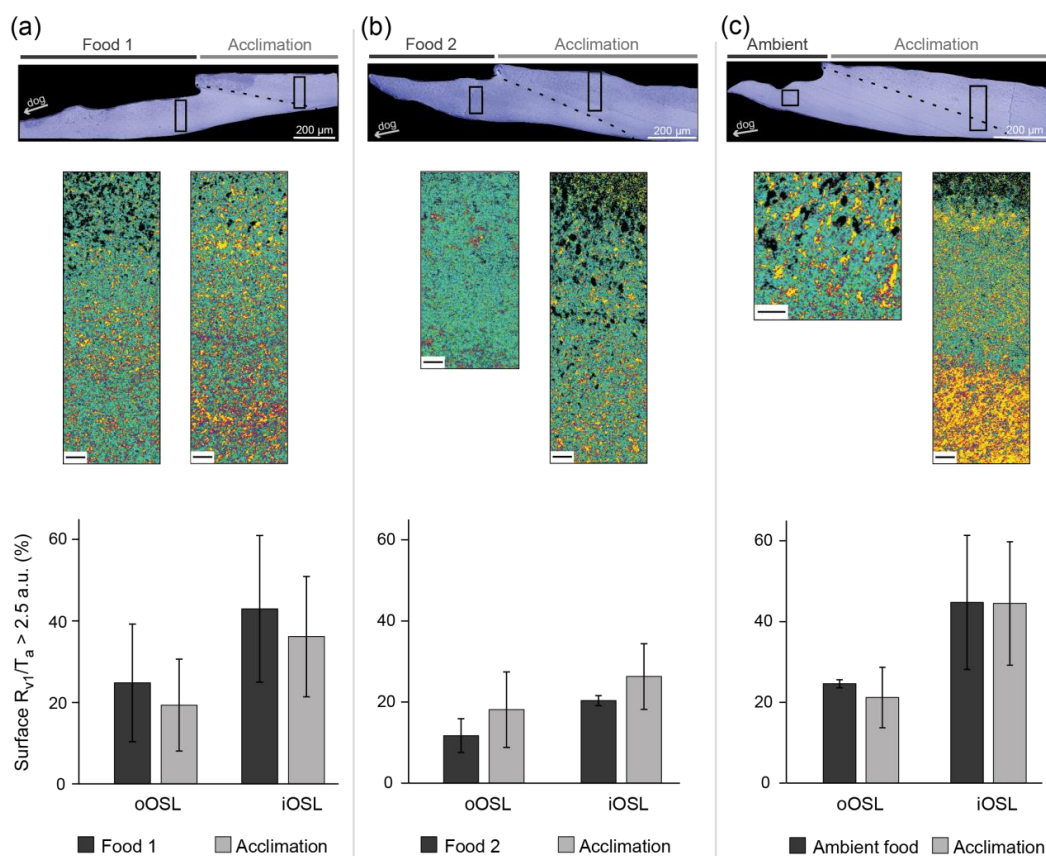 (a)
Food 1 Acclimation
dog
200 µm
(b)
Food 2 Acclimation
dog
200 µm
(c)
Ambient Acclimation
dog
200 µm
Surface Rv1/Ta > 2.5 a.u. (%)
60
40
20
0
oOSL iOSL
Food 1 Acclimation
60
40
20
0
oOSL iOSL
Food 2 Acclimation
60
40
20
0
oOSL iOSL
Ambient food Acclimation